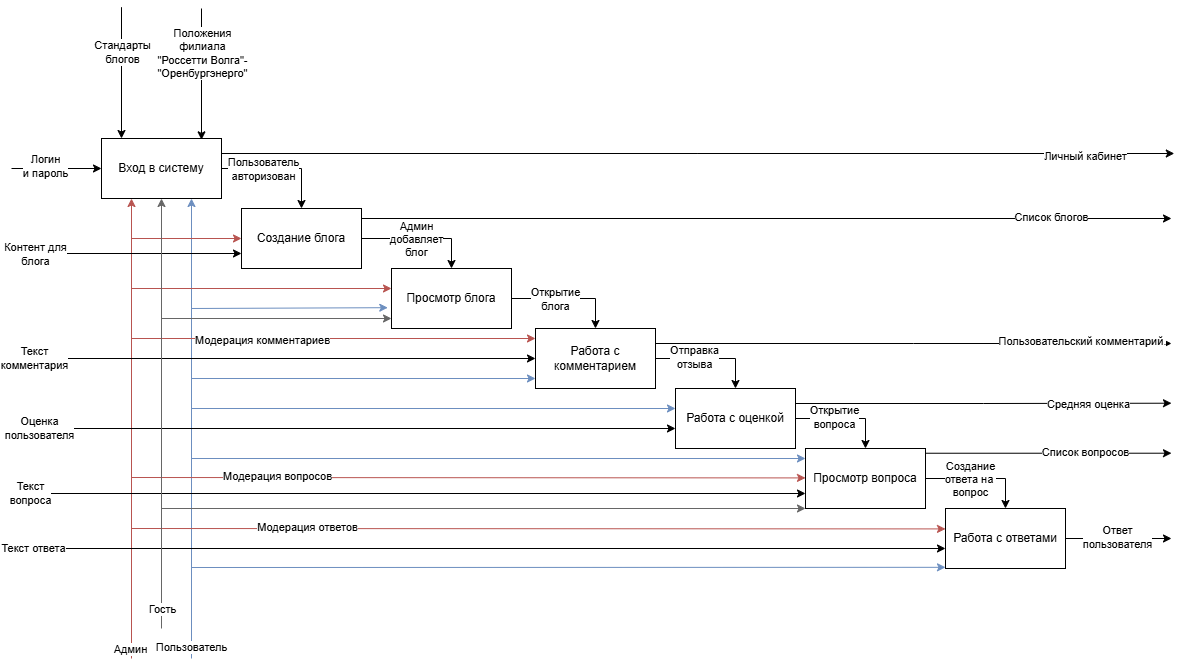 Стандарты
блогов
Положения
филиала
"Россетти Волга"-
"Оренбургэнерго"
Логин
и пароль
Вход в систему
Пользователь
авторизован
Личный кабинет
Контент для
блога
Создание блога
Админ
добавляет
блог
Список блогов
Просмотр блога
Открытие
блога
Модерация комментариев
Текст
комментария
Работа с
комментарием
Отправка
отзыва
Пользовательский комментарий
Оценка
пользователя
Работа с оценкой
Открытие
вопроса
Средняя оценка
Модерация вопросов
Текст
вопроса
Просмотр вопроса
Создание
ответа на
вопрос
Список вопросов
Модерация ответов
Текст ответа
Работа с ответами
Ответ
пользователя
Гость
Админ
Пользователь